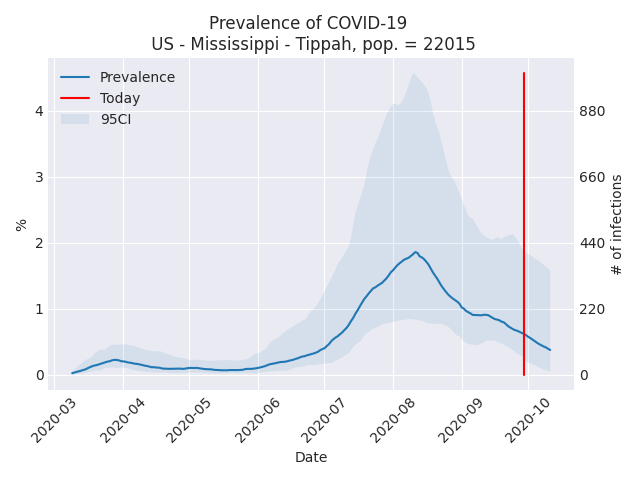 Prevalence of COVID-19
US - Mississippi - Tippah, pop. = 22015
Prevalence
Today
95CI
4
3
2
1
0
%
880
660
440
220
0
# of infections
2020-03
2020-04
2020-05
2020-06
2020-07
2020-08
2020-09
2020-10
Date